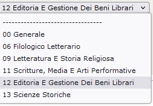 12 Editoria E Gestione Dei Beni Librari
--------------------------------
00 Generale
06 Filologico Letterario
09 Letteratura E Storia Religiosa
11 Scritture, Media E Arti Performative
12 Editoria E Gestione Dei Beni Librari
13 Scienze Storiche